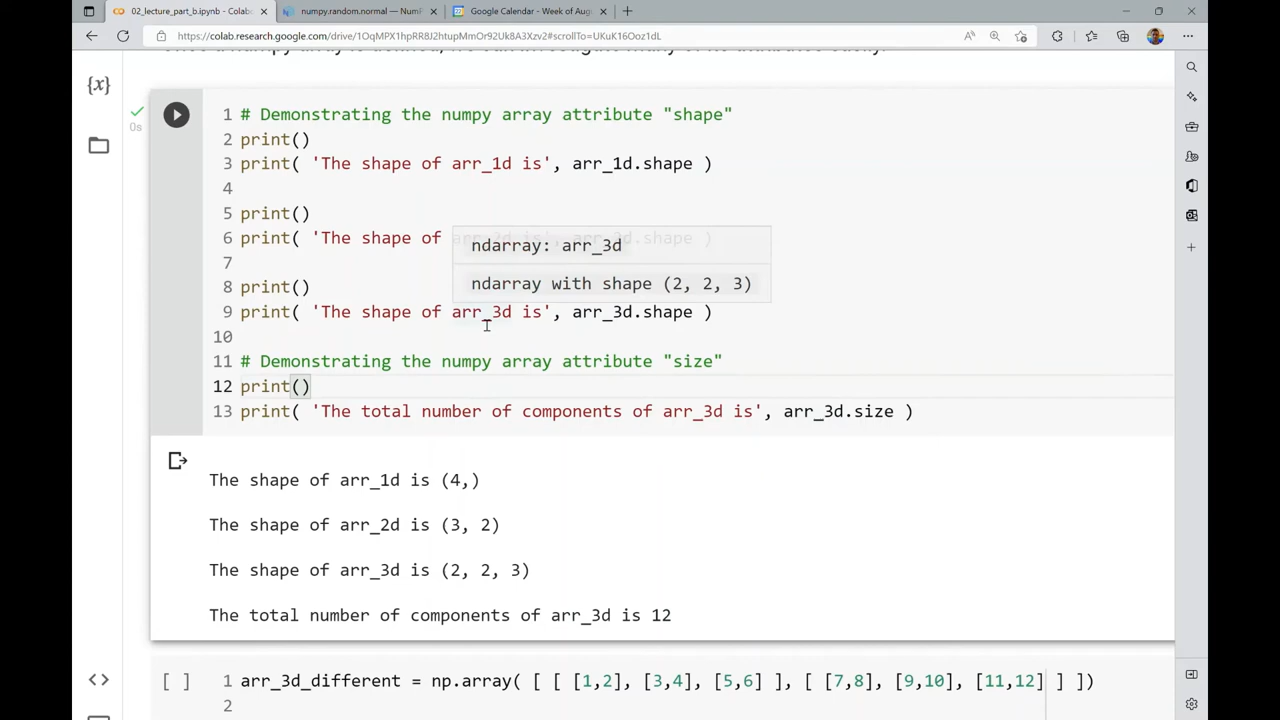 02_lecture_part_b.ipynb - Colab
numpy.random.normal — NumP
Google Calendar - Week of Aug
https://colab.research.google.com/drive/1OqMPX1hpRR8J2htupMmOr92Uk8A3Xzv2#scrollTo=UKuK16Ooz1dL
{x}
0s
1 # Demonstrating the numpy array attribute "shape"
2 print()
3 print( 'The shape of arr_1d is', arr_1d.shape )
4
5 print()
6 print( 'The shape of arr_2d is', arr_2d.shape )
ndarray: arr_3d
7
ndarray with shape (2, 2, 3)
8 print()
9 print( 'The shape of arr_3d is', arr_3d.shape )
10
11 # Demonstrating the numpy array attribute "size"
12 print()
13 print( 'The total number of components of arr_3d is', arr_3d.size )
The shape of arr_1d is (4,)
The shape of arr_2d is (3, 2)
The shape of arr_3d is (2, 2, 3)
The total number of components of arr_3d is 12
[ ] 1 arr_3d_different = np.array( [ [ [1,2], [3,4], [5,6] ], [ [7,8], [9,10], [11,12] ] ])
2